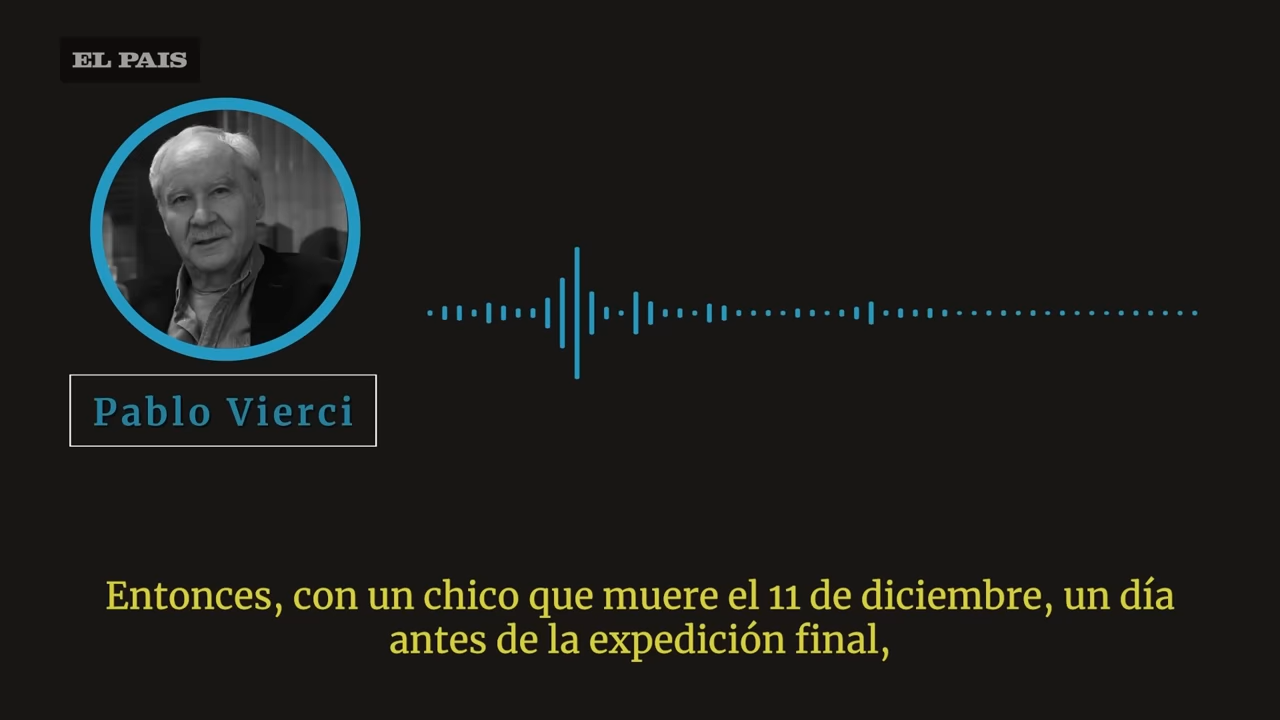 EL PAIS
Pablo Vierci
Entonces, con un chico que muere el 11 de diciembre, un día
antes de la expedición final,